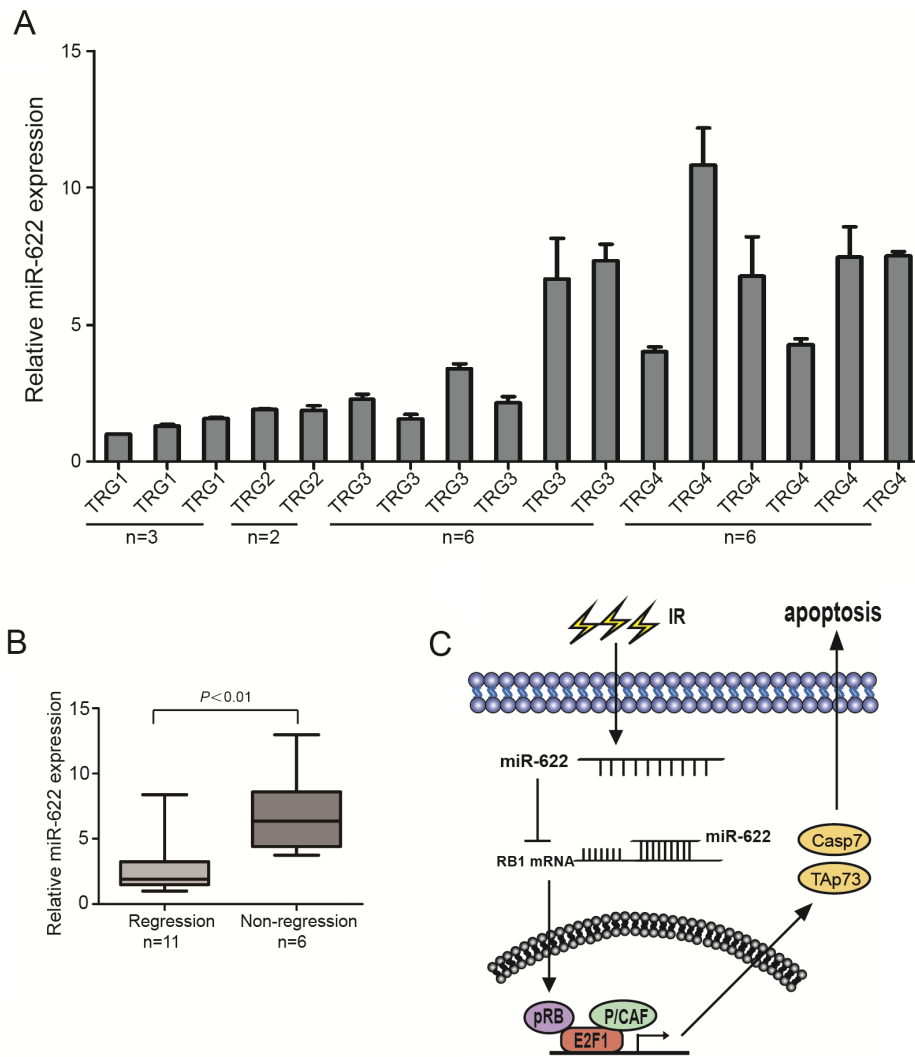 A
Relative miR-622 expression
15
10
5
0
TRG1 TRG1 TRG1 TRG2 TRG2 TRG3 TRG3 TRG3 TRG3 TRG3 TRG3 TRG4 TRG4 TRG4 TRG4 TRG4 TRG4
n=3 n=2 n=6 n=6
B
Relative miR-622 expression
P<0.01
15
10
5
0
Regression Non-regression
n=11 n=6
C
IR apoptosis
miR-622
miR-622
RB1 mRNA
Casp7
TAp73
pRB P/CAF
E2F1